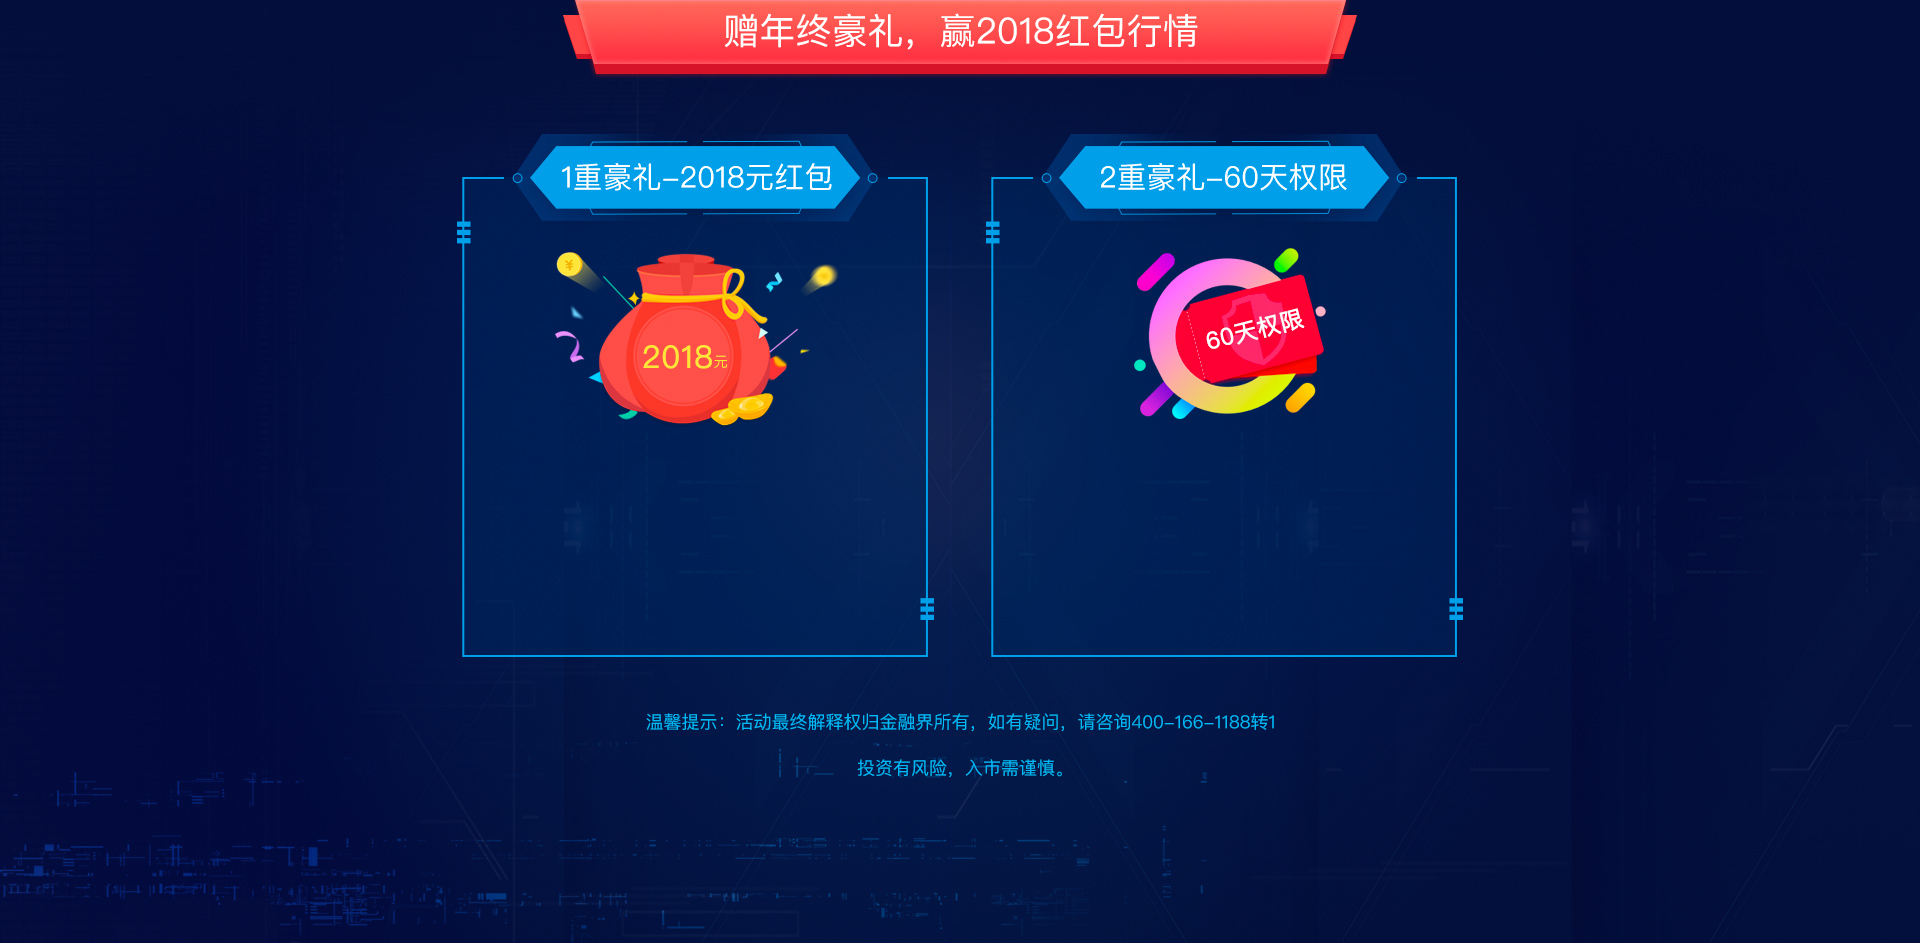 赠年终豪礼，赢2018红包行情
1重豪礼-2018元红包
2重豪礼-60天权限
2018元
60天权限
温馨提示：活动最终解释权归金融界所有，如有疑问，请咨询400-166-1188转1
投资有风险，入市需谨慎。